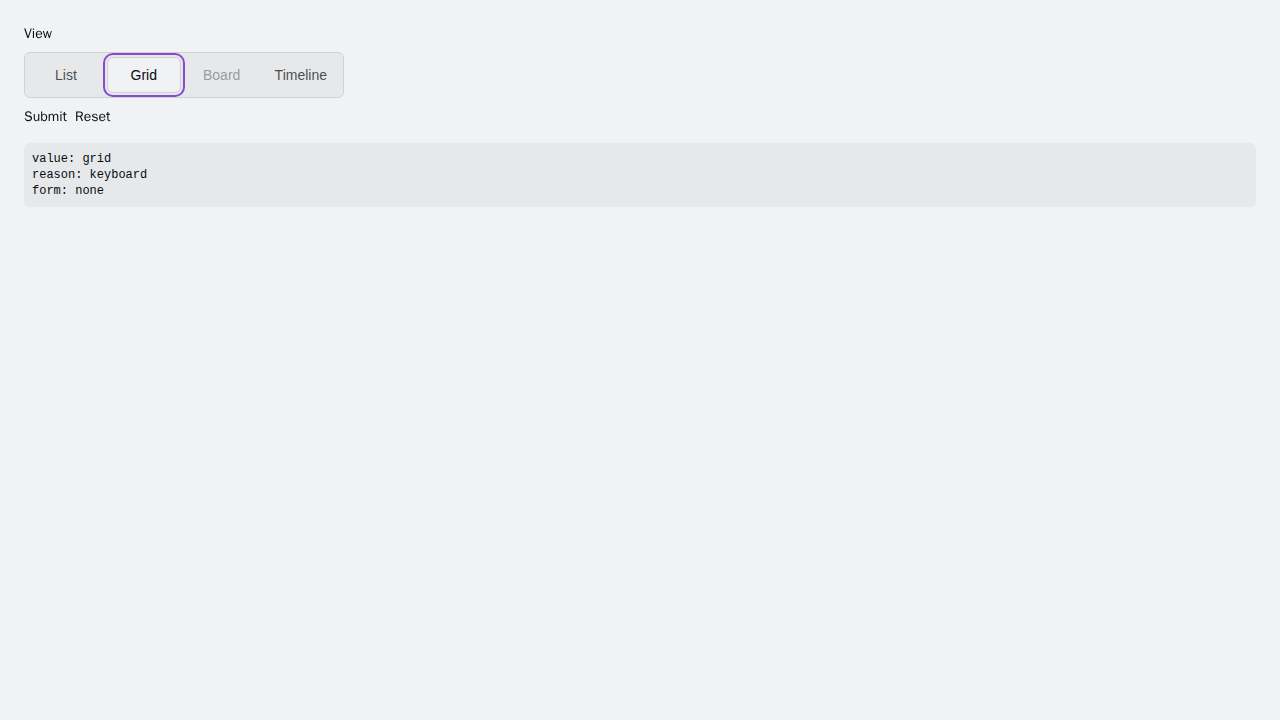 View
List Grid Board Timeline
Submit Reset
value: grid
reason: keyboard
form: none